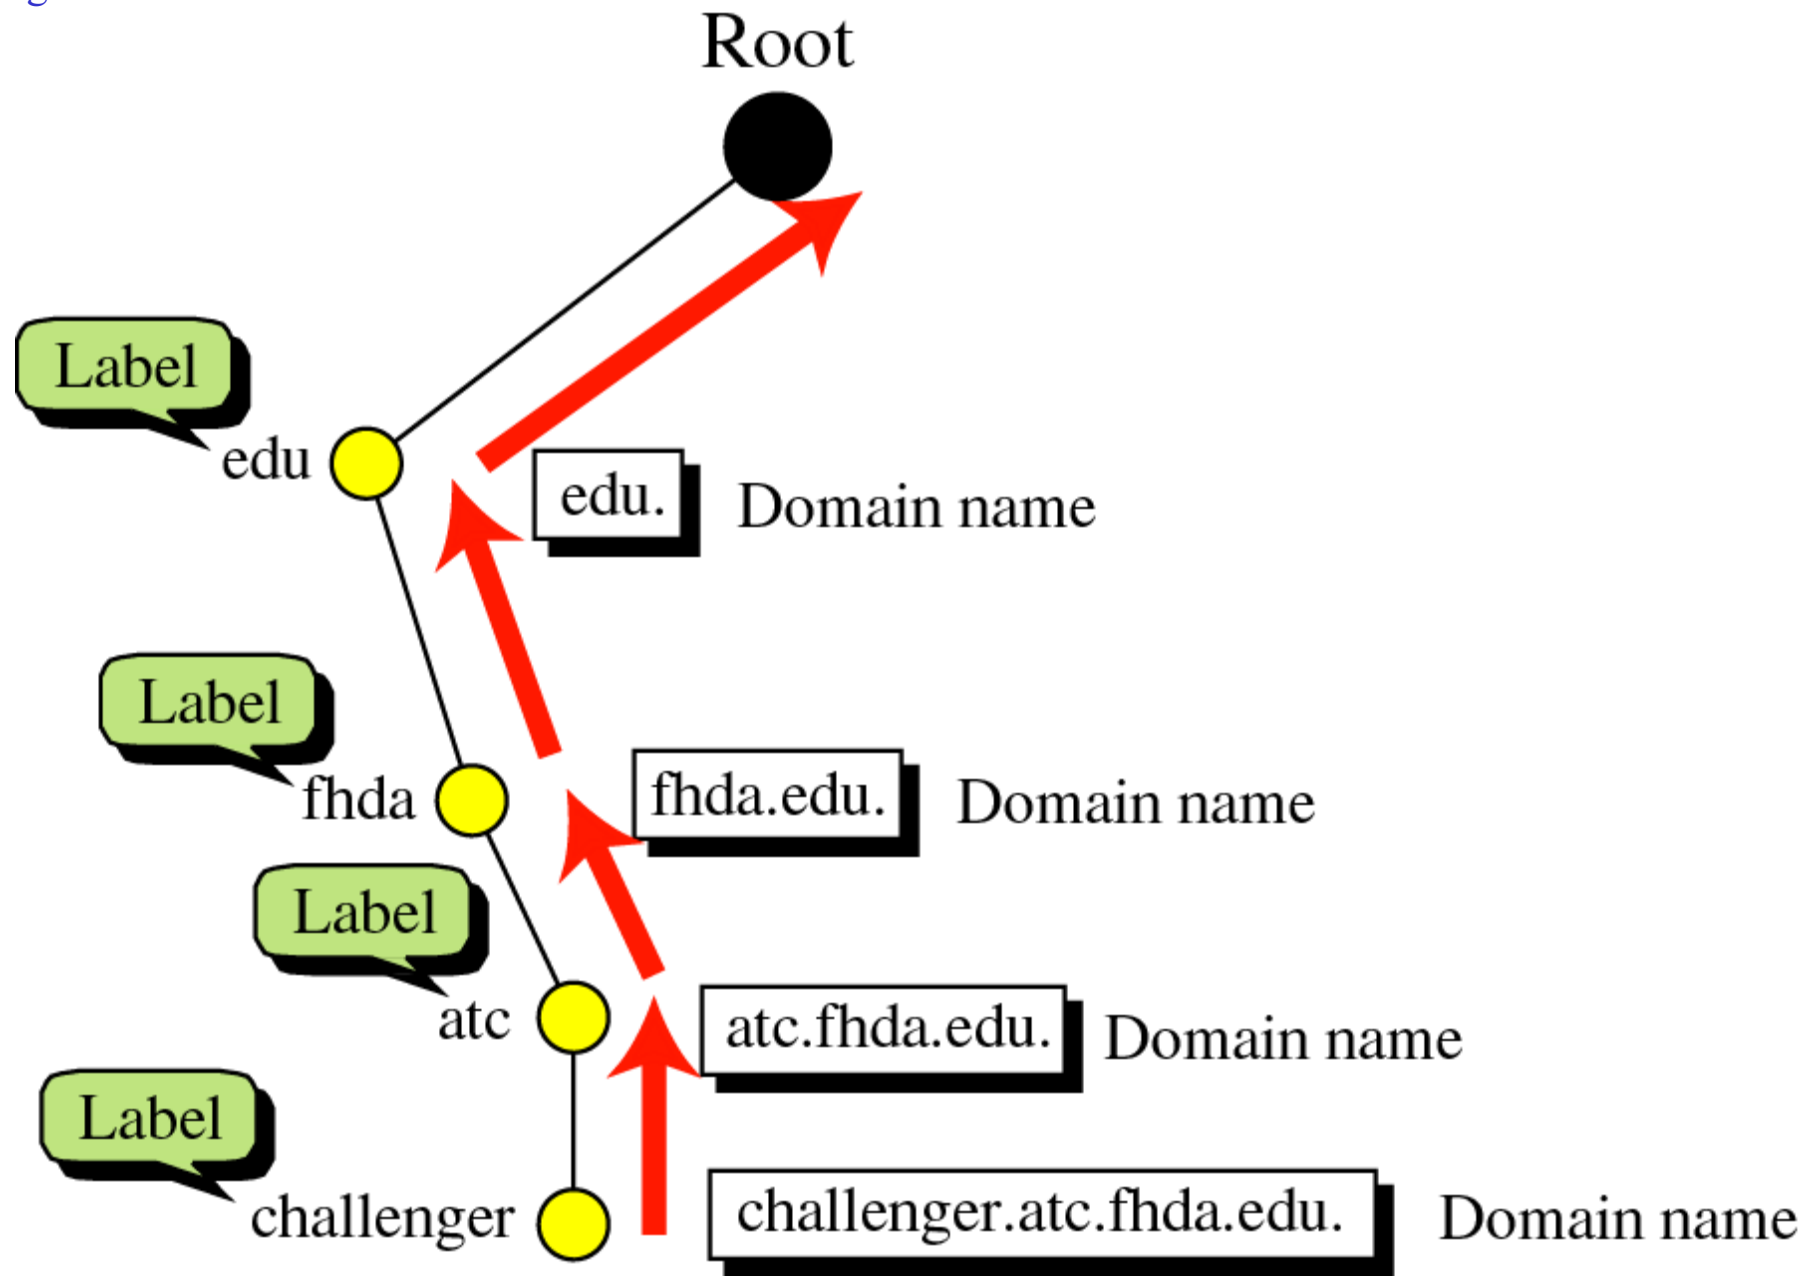 Root
Label
edu
edu.
Domain name
Label
fhda
fhda.edu.
Domain name
Label
atc
atc.fhda.edu.
Domain name
Label
challenger
challenger.atc.fhda.edu.
Domain name